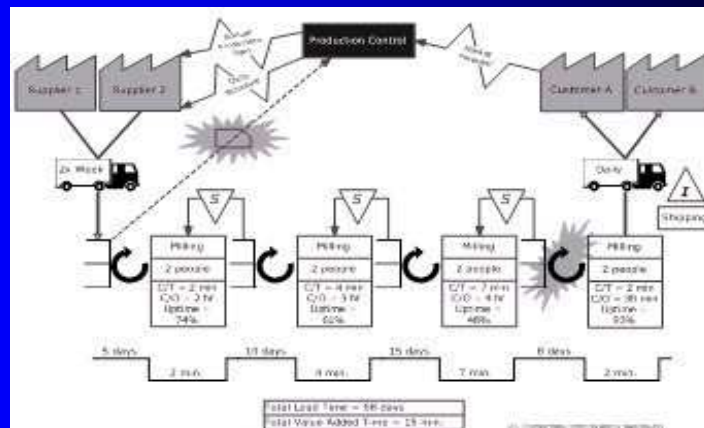 Production Control
Supplier 1
Supplier 2
Customer A
Customer B
Market
Daily
2x Week
Daily
I
Shipping
S
S
S
Milling
2 people
C/T = 2 min
C/O - 2 hr
Uptime -
74%
Milling
2 people
C/T = 4 min
C/O - 3 hr
Uptime -
61%
Milling
2 people
C/T = 7 min
C/O - 4 hr
Uptime -
48%
Milling
2 people
C/T = 2 min
C/O = 30 min
Uptime -
93%
5 days
2 min.
days
4 min.
15 days
7 min.
8 days
2 min.
Total Lead Time = days
Total Value Added Time = 15 min.